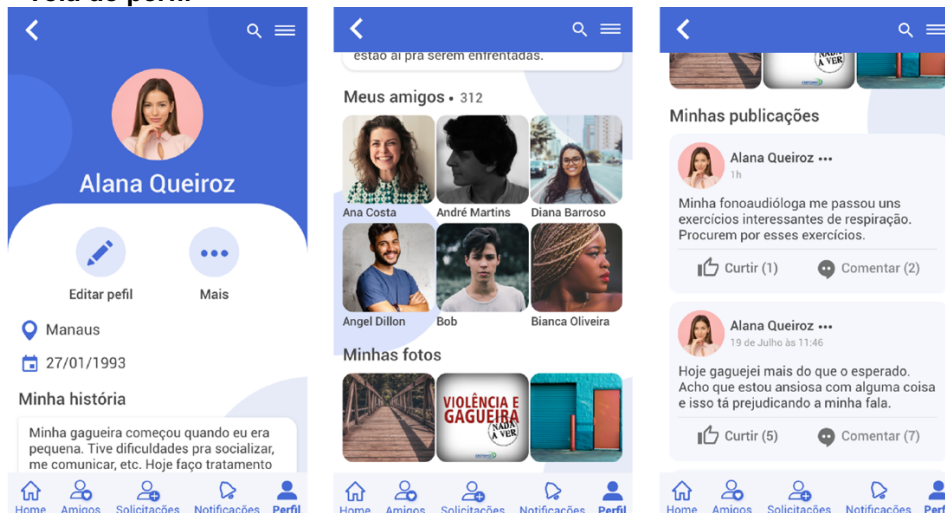 Tela de perfil
Alana Queiroz
Editar pefil
Mais
Manaus
27/01/1993
Minha história
Minha gagueira começou quando eu era
pequena. Tive dificuldades pra socializar,
me comunicar, etc. Hoje faço tratamento
Home Amigos Solicitações Notificações Perfil
estão aí pra serem enfrentadas.
Meus amigos • 312
Ana Costa
André Martins
Diana Barroso
Angel Dillon
Bob
Bianca Oliveira
Minhas fotos
VIOLÊNCIA E
GAGUEIRA
NADA
A VER
Home Amigos Solicitações Notificações Perfil
NADA
A VER
Minhas publicações
Alana Queiroz •••
1h
Minha fonoaudióloga me passou uns
exercícios interessantes de respiração.
Procurem por esses exercícios.
Curtir (1)
Comentar (2)
Alana Queiroz •••
19 de Julho às 11:46
Hoje gaguejei mais do que o esperado.
Acho que estou ansiosa com alguma coisa
e isso tá prejudicando a minha fala.
Curtir (5)
Comentar (7)
Home Amigos Solicitações Notificações Perfil